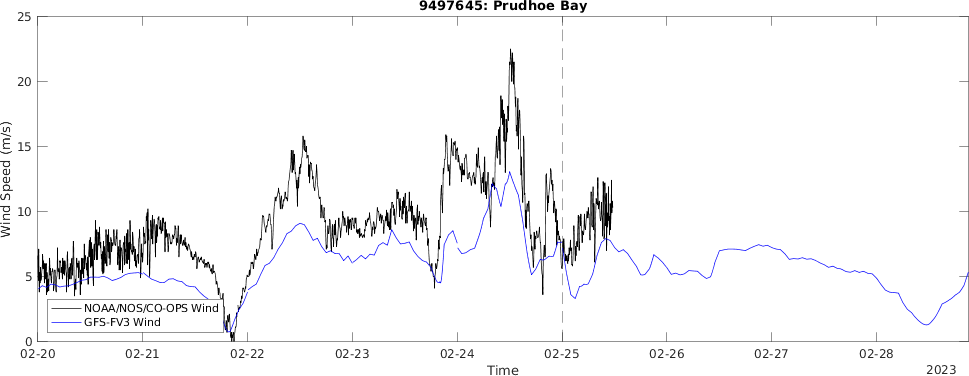 9497645: Prudhoe Bay
25
20
15
10
5
0
Wind Speed (m/s)
NOAA/NOS/CO-OPS Wind
GFS-FV3 Wind
02-20 02-21 02-22 02-23 02-24 02-25 02-26 02-27 02-28
Time
2023